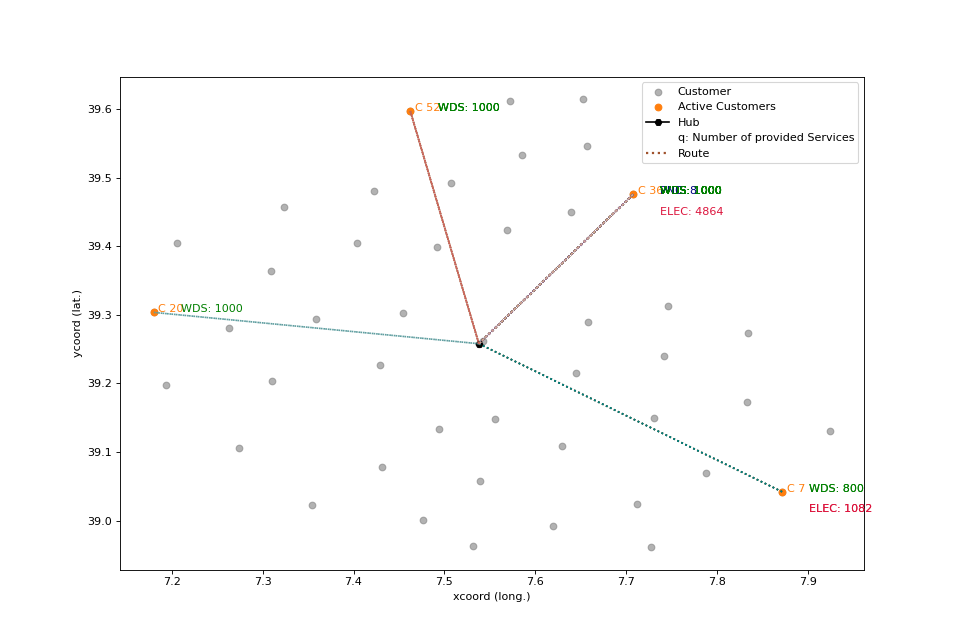 Customer
Active Customers
Hub
q: Number of provided Services
Route
C 52 WDS: 1000
C 36
ELEC: 4864
C 20 WDS: 1000
C 7 WDS: 800
ELEC: 1082
39.6
39.5
39.4
39.3
39.2
39.1
39.0
ycoord (lat.)
7.2 7.3 7.4 7.5 7.6 7.7 7.8 7.9
xcoord (long.)